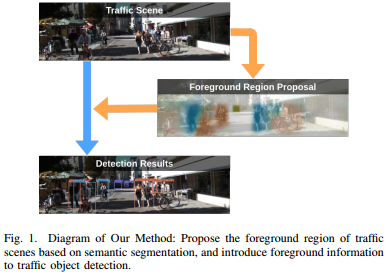 Traffic Scene
Foreground Region Proposal
Detection Results
Fig. 1. Diagram of Our Method: Propose the foreground region of traffic
scenes based on semantic segmentation, and introduce foreground information
to traffic object detection.